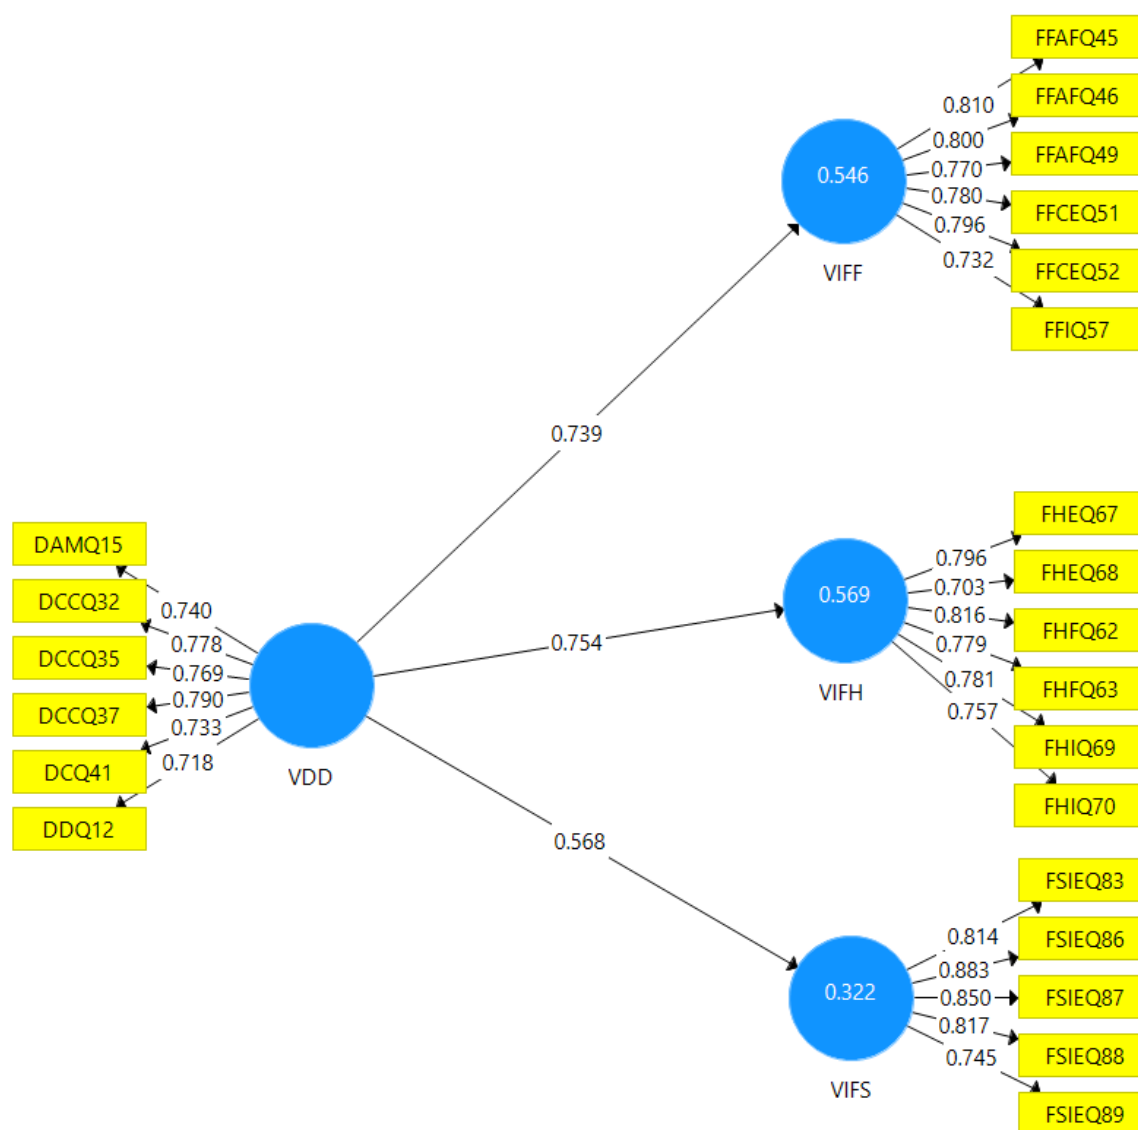 FFAFQ45
0.810
FFAFQ46
0.800
FFAFQ49
0.770
0.546
0.780
FFCEQ51
0.796
FFCEQ52
0.732
VIFF
FFIQ57
0.739
FHEQ67
0.796
FHEQ68
0.703
0.569
0.816
FHFQ62
0.779
FHFQ63
0.781
0.757
VIFH
FHIQ69
FHIQ70
0.754
DAMQ15
0.740
DCCQ32
0.778
DCCQ35
0.769
DCCQ37
0.790
0.733
DCQ41
0.718
VDD
DDQ12
0.568
FSIEQ83
0.814
FSIEQ86
0.883
0.322
0.850
FSIEQ87
0.817
FSIEQ88
0.745
VIFS
FSIEQ89